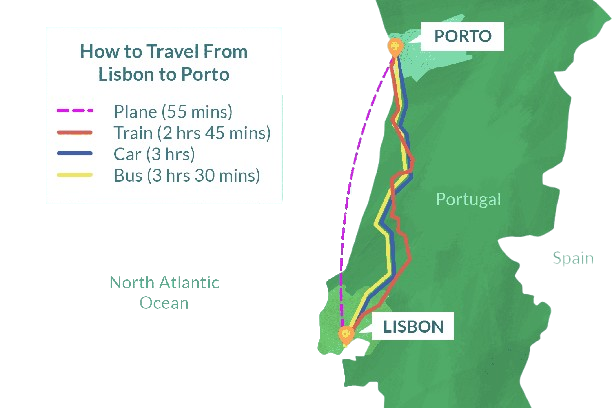 How to Travel From
Lisbon to Porto
Plane (55 mins)
Train (2 hrs 45 mins)
Car (3 hrs)
Bus (3 hrs 30 mins)
PORTO
Portugal
Spain
North Atlantic
Ocean
LISBON